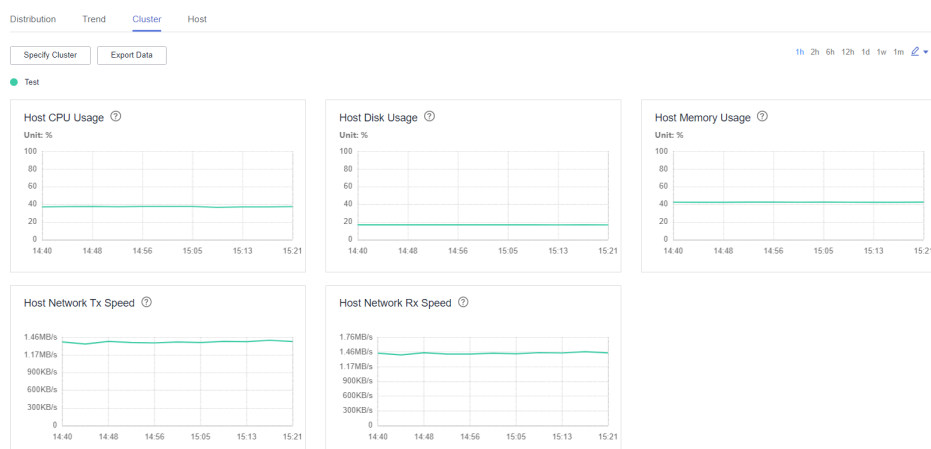 Distribution Trend Cluster Host
Specify Cluster Export Data 1h 2h 6h 12h 1d 1w 1m
Test
Host CPU Usage ?
Unit: %
100
80
60
40
20
0
14:40 14:48 14:56 15:05 15:13 15:21
Host Disk Usage ?
Unit: %
100
80
60
40
20
0
14:40 14:48 14:56 15:05 15:13 15:21
Host Memory Usage ?
Unit: %
100
80
60
40
20
0
14:40 14:48 14:56 15:05 15:13 15:21
Host Network Tx Speed ?
1.46MB/s
1.17MB/s
900KB/s
600KB/s
300KB/s
0
14:40 14:48 14:56 15:05 15:13 15:21
Host Network Rx Speed ?
1.76MB/s
1.46MB/s
1.17MB/s
900KB/s
600KB/s
300KB/s
0
14:40 14:48 14:56 15:05 15:13 15:21